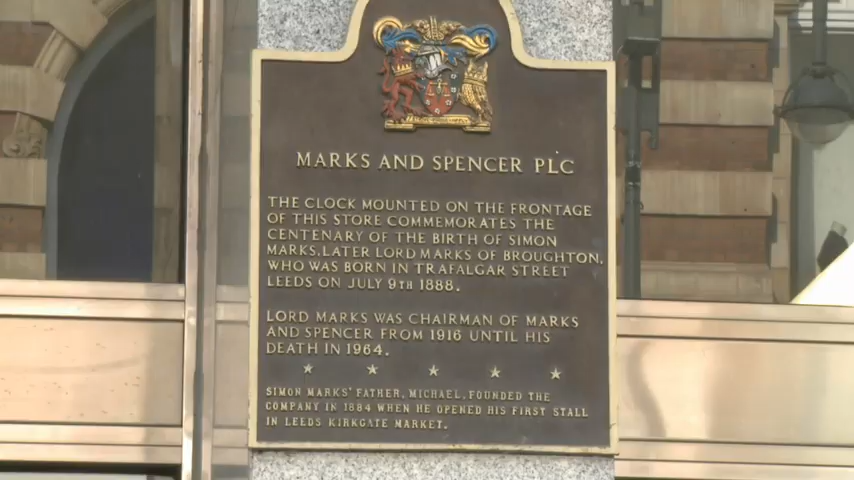 MARKS AND SPENCER PLC
THE CLOCK MOUNTED ON THE FRONTAGE
OF THIS STORE COMMEMORATES THE
CENTENARY OF THE BIRTH OF SIMON
MARKS, LATER LORD MARKS OF BROUGHTON,
WHO WAS BORN IN TRAFALGAR STREET
LEEDS ON JULY 9TH 1888.
LORD MARKS WAS CHAIRMAN OF MARKS
AND SPENCER FROM 1916 UNTIL HIS
DEATH IN 1964.
SIMON MARKS' FATHER, MICHAEL, FOUNDED THE
COMPANY IN 1884 WHEN HE OPENED HIS FIRST STALL
IN LEEDS KIRKGATE MARKET.